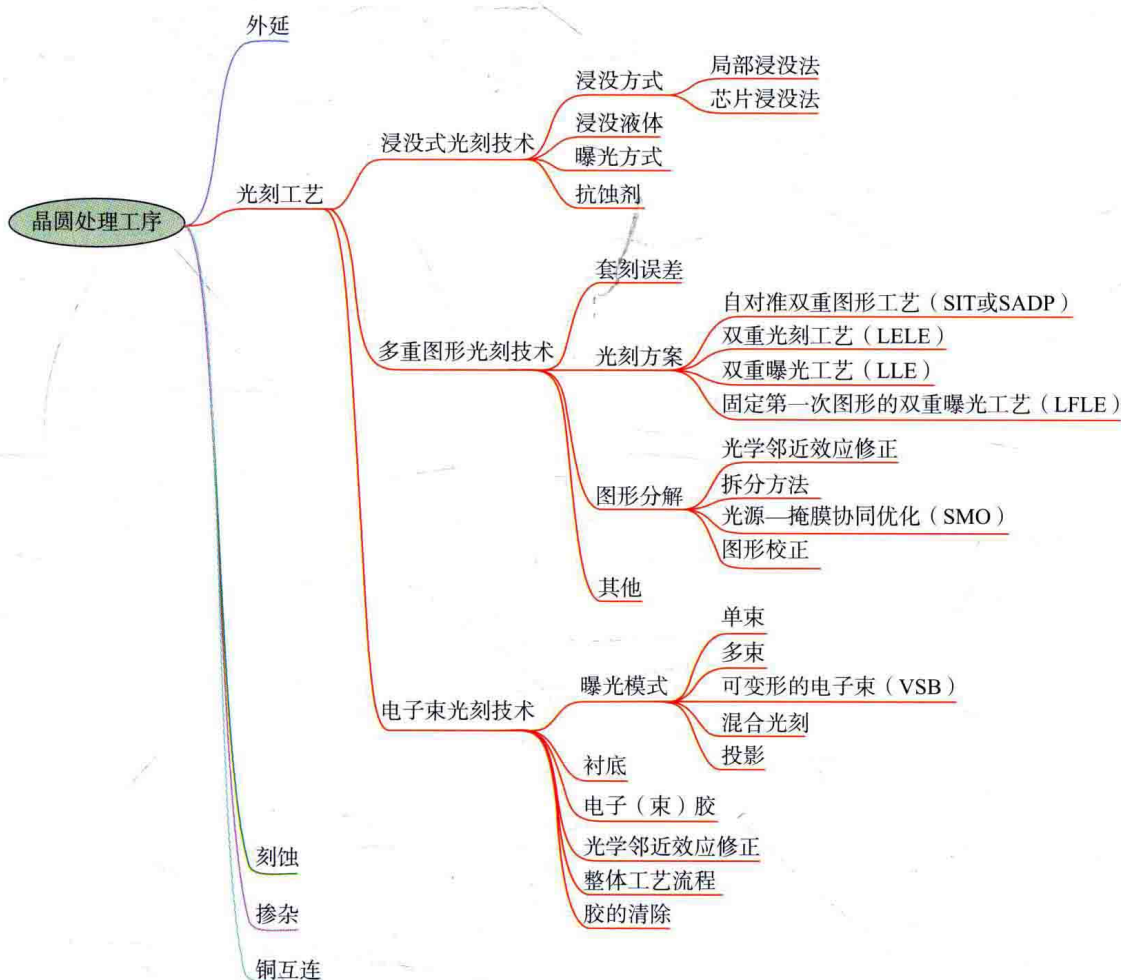 晶圆处理工序
外延
光刻工艺
浸没式光刻技术
浸没方式
局部浸没法
芯片浸没法
浸没液体
曝光方式
抗蚀剂
多重图形光刻技术
套刻误差
光刻方案
自对准双重图形工艺（SIT或SADP）
双重光刻工艺（LELE）
双重曝光工艺（LLE）
固定第一次图形的双重曝光工艺（LFLE）
图形分解
光学邻近效应修正
拆分方法
光源—掩膜协同优化（SMO）
图形校正
其他
电子束光刻技术
曝光模式
单束
多束
可变形的电子束（VSB）
混合光刻
投影
衬底
电子（束）胶
光学邻近效应修正
整体工艺流程
胶的清除
刻蚀
掺杂
铜互连